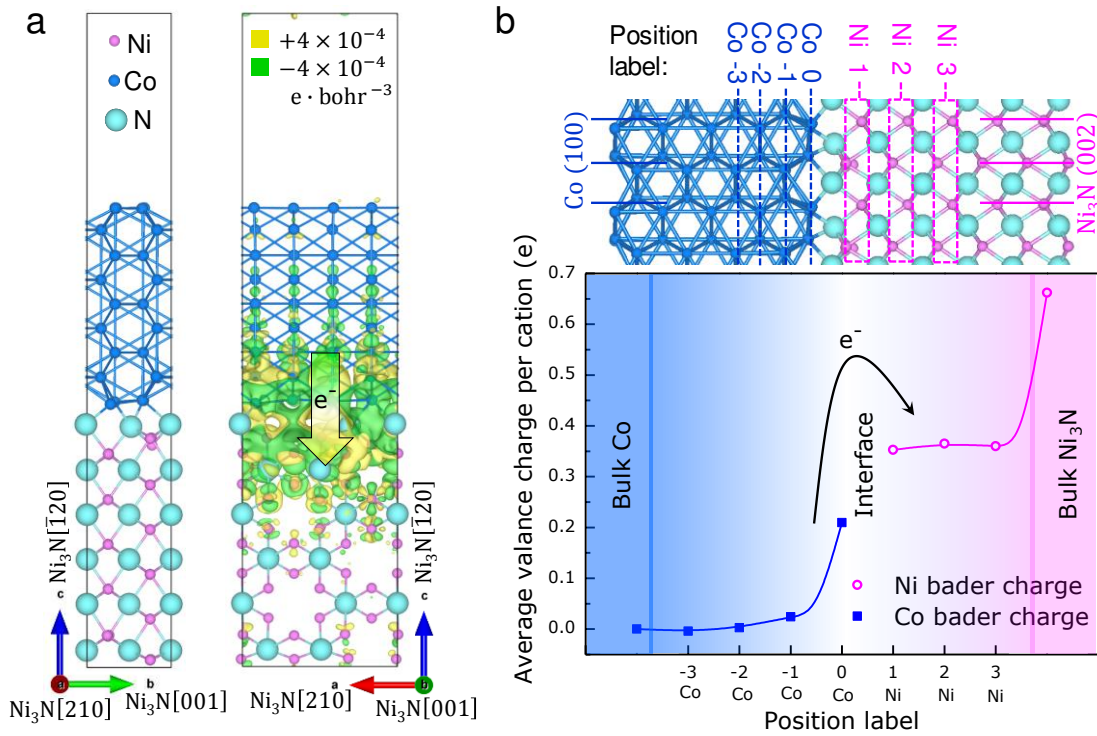 a
Ni
Co
N
+4 × 10⁻⁴
−4 × 10⁻⁴
e · bohr⁻³
e⁻
Ni₃N[1̅20]
c
Ni₃N[1̅20]
c
a
b
Ni₃N[210]
Ni₃N[001]
a
b
Ni₃N[210]
Ni₃N[001]
b
Position
label:
Co -3
Co -2
Co -1
Co 0
Ni 1
Ni 2
Ni 3
Co (100)
Ni₃N (002)
Average valance charge per cation (e)
0.7
0.6
0.5
0.4
0.3
0.2
0.1
0.0
Bulk Co
e⁻
Interface
Bulk Ni₃N
Ni bader charge
Co bader charge
-3 -2 -1 0 1 2 3
Co Co Co Co Ni Ni Ni
Position label